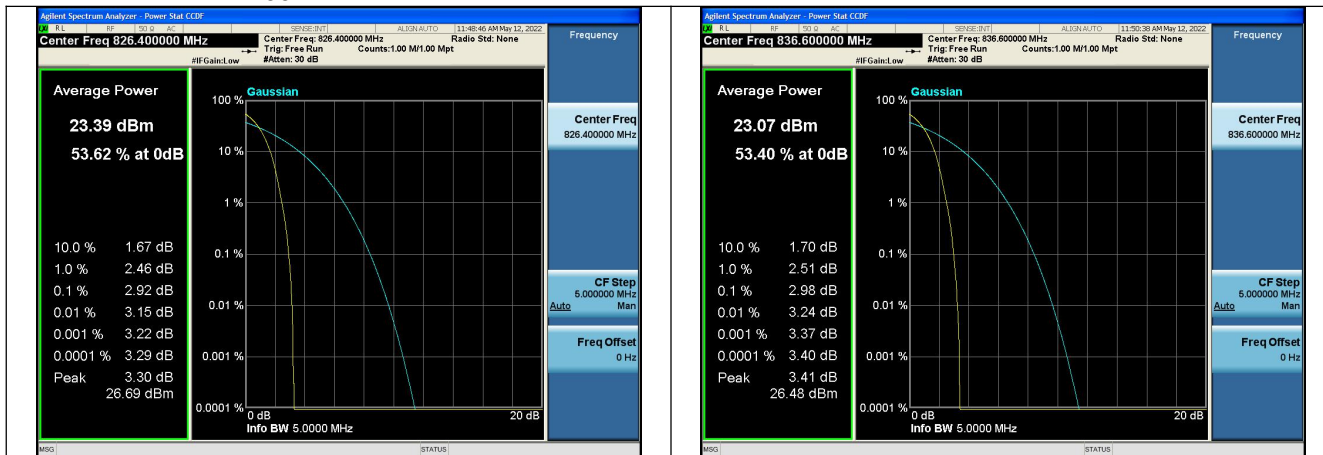 Agilent Spectrum Analyzer - Power Stat CCDF
LXI RL RF 50 Ω AC SENSE:INT ALIGN AUTO 11:48:46 AM May 12, 2022
Center Freq 826.400000 MHz
Center Freq: 826.400000 MHz Radio Std: None
Trig: Free Run Counts:1.00 M/1.00 Mpt
#IFGain:Low #Atten: 30 dB
Frequency
Average Power
23.39 dBm
53.62 % at 0dB
10.0 % 1.67 dB
1.0 % 2.46 dB
0.1 % 2.92 dB
0.01 % 3.15 dB
0.001 % 3.22 dB
0.0001 % 3.29 dB
Peak 3.30 dB
26.69 dBm
Gaussian
100 %
10 %
1 %
0.1 %
0.01 %
0.001 %
0.0001 %
0 dB 20 dB
Info BW 5.0000 MHz
Center Freq
826.400000 MHz
CF Step
5.000000 MHz
Auto Man
Freq Offset
0 Hz
MSG STATUS
Agilent Spectrum Analyzer - Power Stat CCDF
LXI RL RF 50 Ω AC SENSE:INT ALIGN AUTO 11:50:38 AM May 12, 2022
Center Freq 836.600000 MHz
Center Freq: 836.600000 MHz Radio Std: None
Trig: Free Run Counts:1.00 M/1.00 Mpt
#IFGain:Low #Atten: 30 dB
Frequency
Average Power
23.07 dBm
53.40 % at 0dB
10.0 % 1.70 dB
1.0 % 2.51 dB
0.1 % 2.98 dB
0.01 % 3.24 dB
0.001 % 3.37 dB
0.0001 % 3.40 dB
Peak 3.41 dB
26.48 dBm
Gaussian
100 %
10 %
1 %
0.1 %
0.01 %
0.001 %
0.0001 %
0 dB 20 dB
Info BW 5.0000 MHz
Center Freq
836.600000 MHz
CF Step
5.000000 MHz
Auto Man
Freq Offset
0 Hz
MSG STATUS